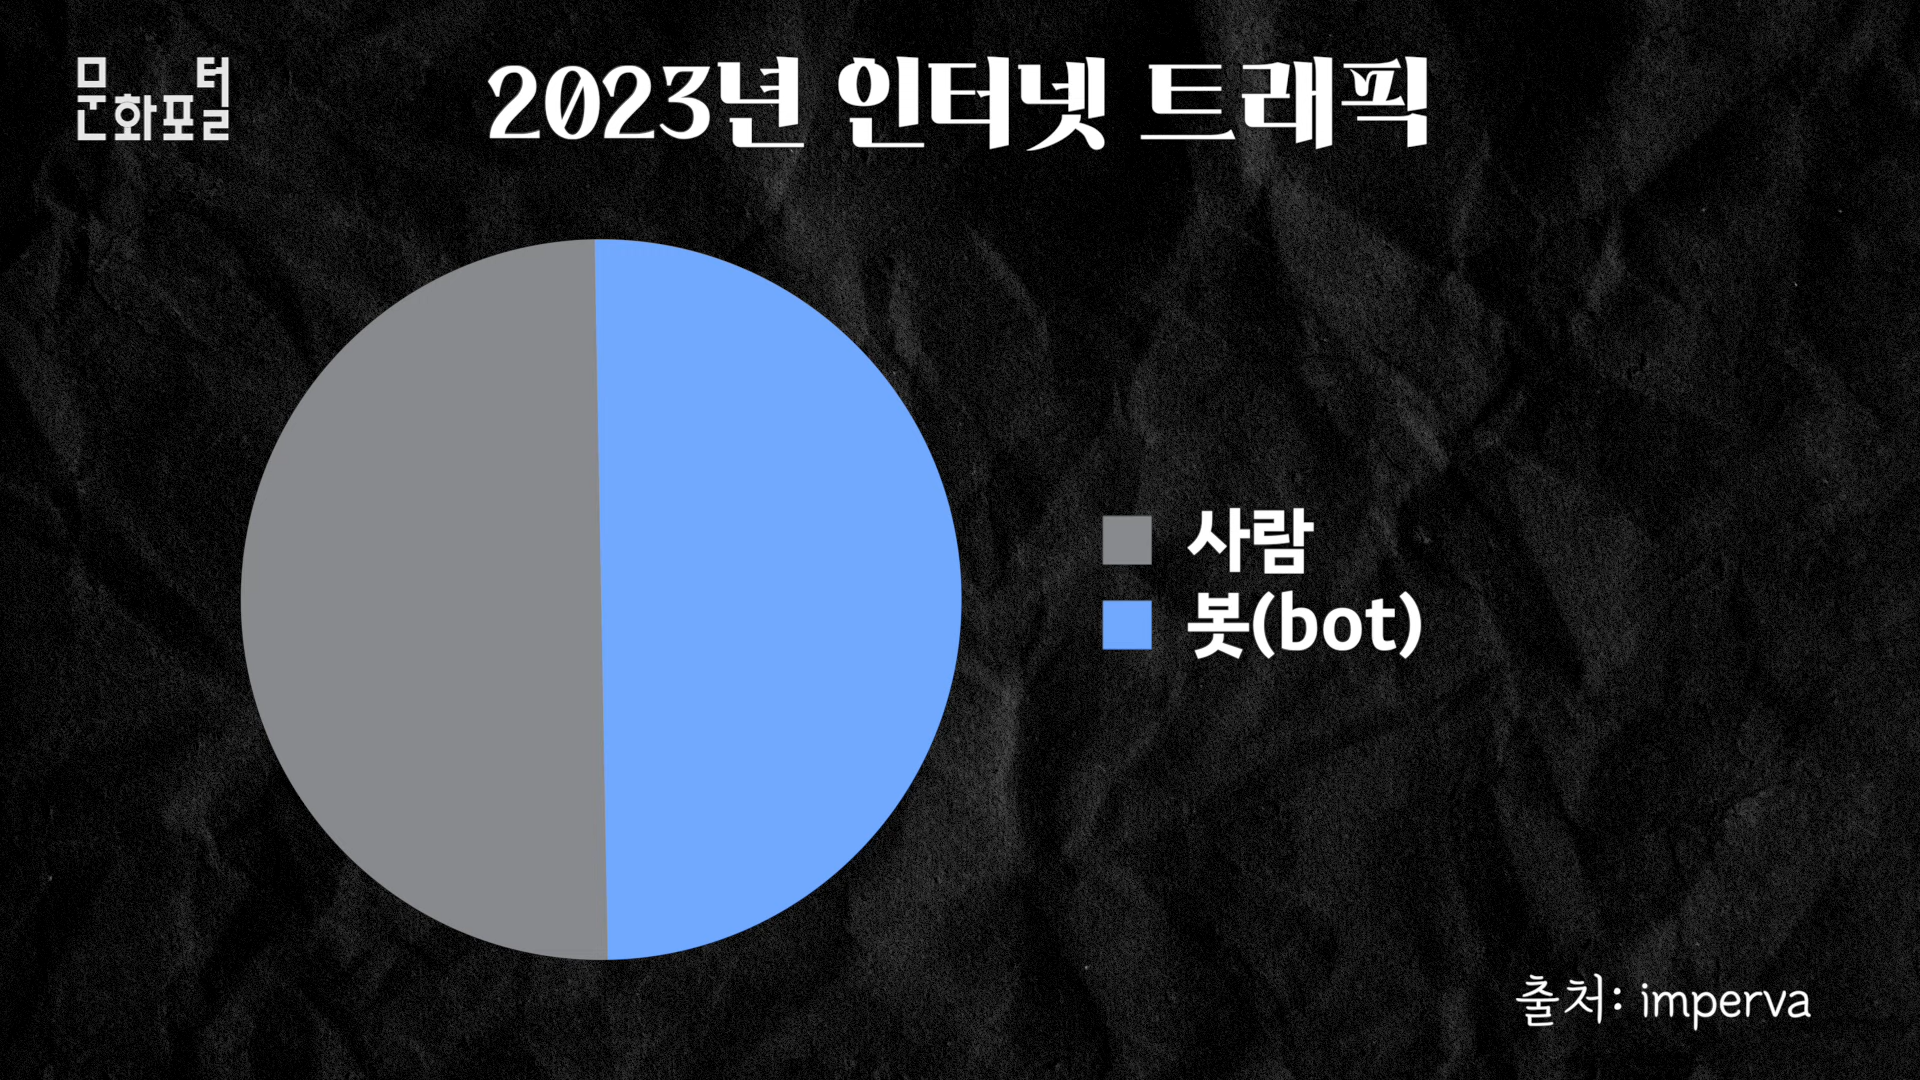 문화포털
2023년 인터넷 트래픽
사람
봇(bot)
출처: imperva